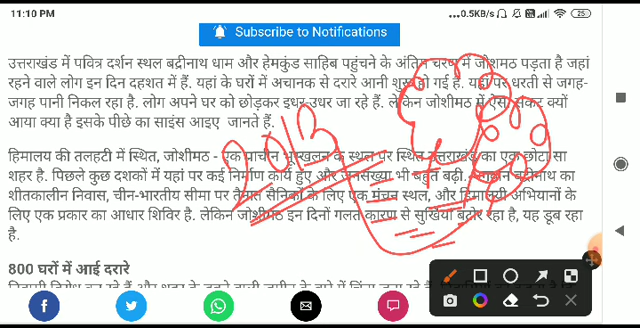 11:10 PM
...0.5KB/s
25
Subscribe to Notifications
उत्तराखंड में पवित्र दर्शन स्थल बद्रीनाथ धाम और हेमकुंड साहिब पहुंचने के अंतिम चरण में जोशीमठ पड़ता है जहां
रहने वाले लोग इन दिन दहशत में हैं. यहां के घरों में अचानक से दरारे आनी शुरू हो गई है. यहां पर धरती से जगह-
जगह पानी निकल रहा है. लोग अपने घर को छोड़कर इधर-उधर जा रहे हैं. लेकिन जोशीमठ में ऐसा संकट क्यों
आया क्या है इसके पीछे का साइंस आइए जानते हैं.
2013
हिमालय की तलहटी में स्थित, जोशीमठ - एक प्राचीन भूस्खलन के स्थल पर स्थित उत्तराखंड का एक छोटा सा
शहर है. पिछले कुछ दशकों में यहां पर कई निर्माण कार्य हुए और जनसंख्या भी बहुत बढ़ी. भगवान बद्रीनाथ का
शीतकालीन निवास, चीन-भारतीय सीमा पर तैनात सैनिकों के लिए एक मंचन स्थल, और हिमालयी अभियानों के
लिए एक प्रकार का आधार शिविर है. लेकिन जोशीमठ इन दिनों गलत कारण से सुर्खियां बटोर रहा है, यह डूब रहा
है.
800 घरों में आई दरारे